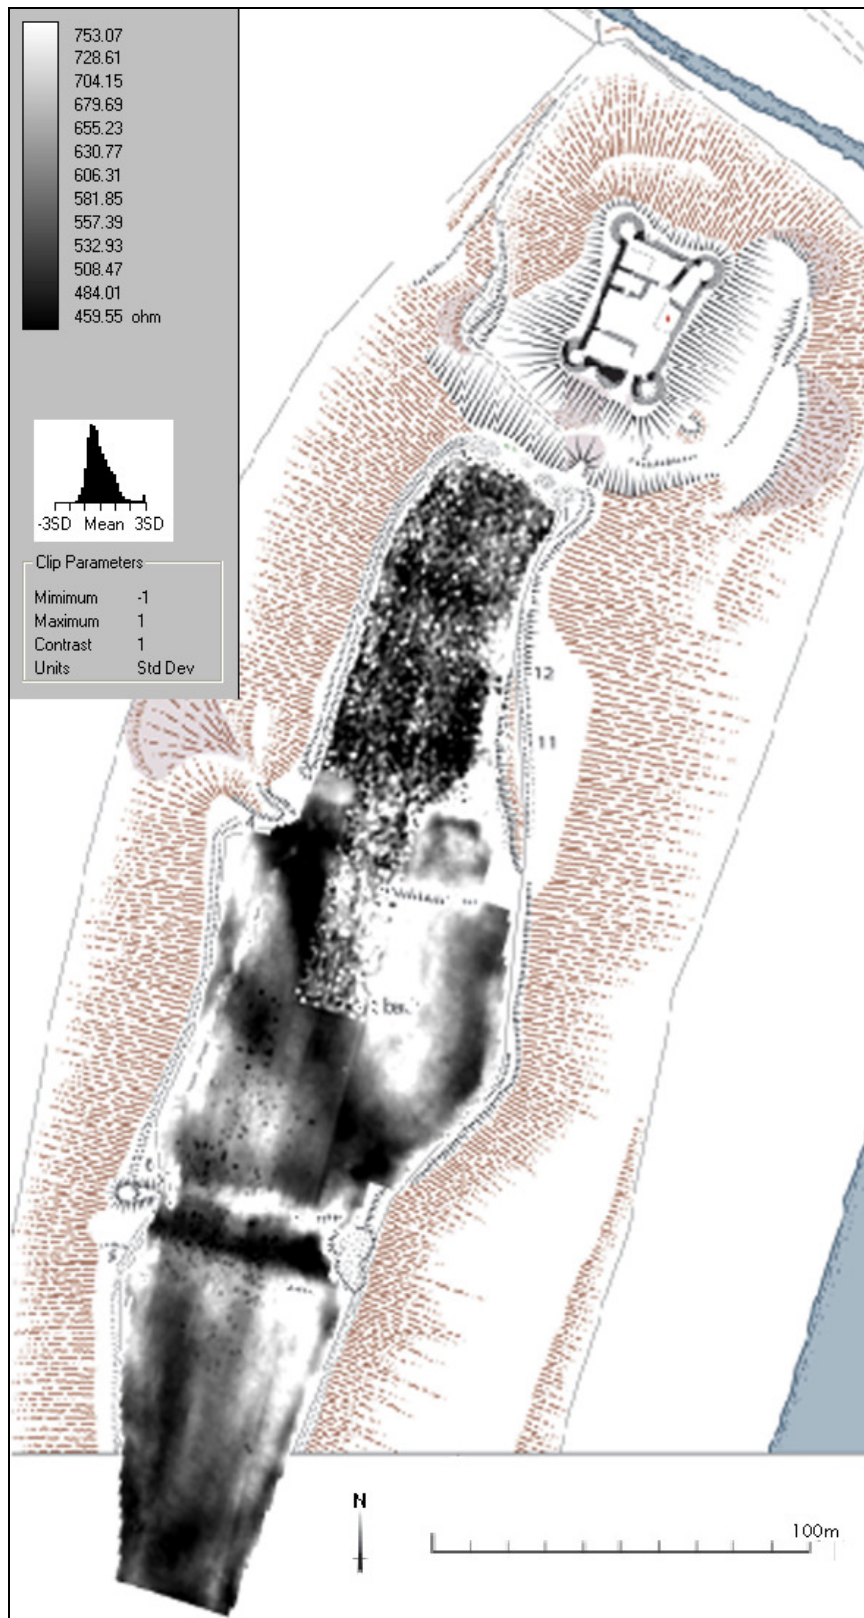 753.07
728.61
704.15
679.69
655.23
630.77
606.31
581.85
557.39
532.93
508.47
484.01
459.55 ohm
-3SD Mean 3SD
Clip Parameters
Mimimum -1
Maximum 1
Contrast 1
Units Std Dev
12
11
N
100m